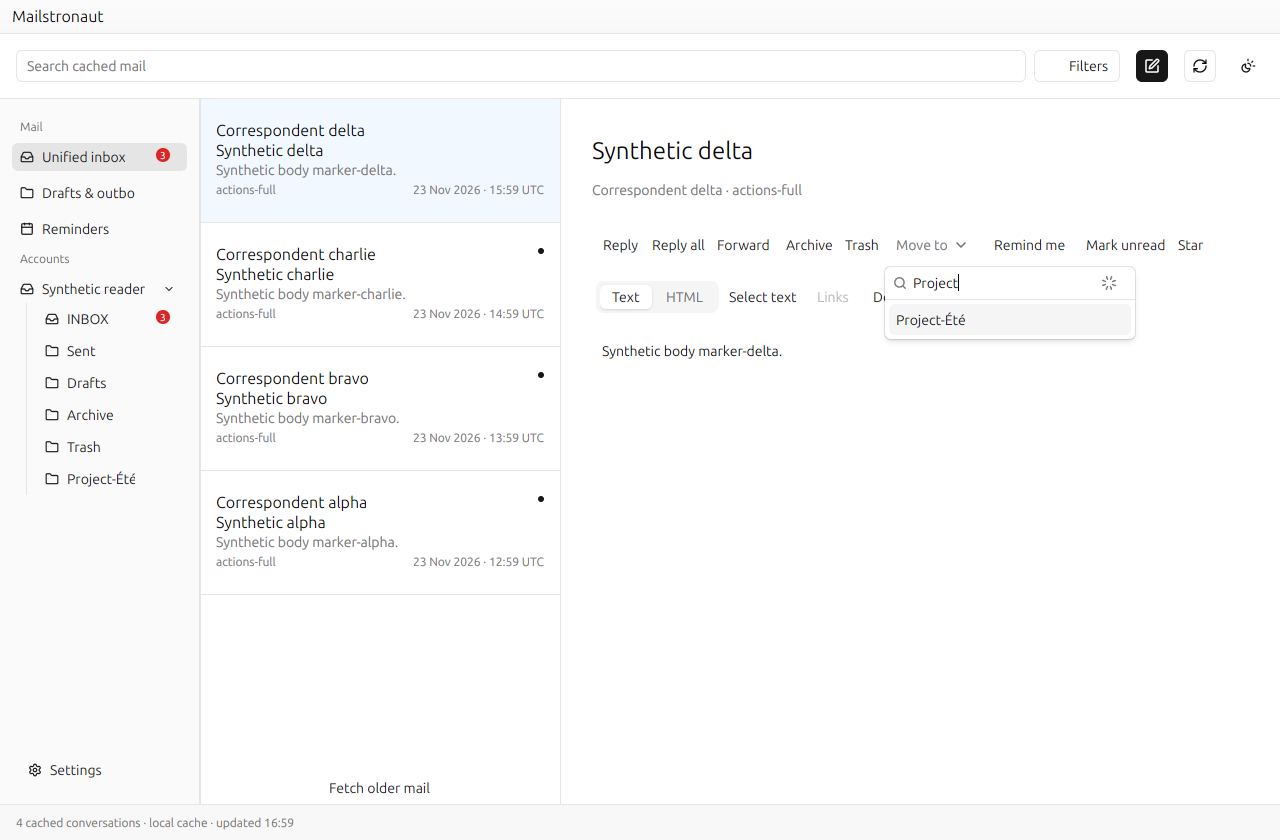 Mailstronaut
Search cached mail
Filters
Mail
Unified inbox 3
Drafts & outbo
Reminders
Accounts
Synthetic reader
INBOX 3
Sent
Drafts
Archive
Trash
Project-Été
Settings
Correspondent delta
Synthetic delta
Synthetic body marker-delta.
actions-full 23 Nov 2026 · 15:59 UTC
Correspondent charlie
Synthetic charlie
Synthetic body marker-charlie.
actions-full 23 Nov 2026 · 14:59 UTC
Correspondent bravo
Synthetic bravo
Synthetic body marker-bravo.
actions-full 23 Nov 2026 · 13:59 UTC
Correspondent alpha
Synthetic alpha
Synthetic body marker-alpha.
actions-full 23 Nov 2026 · 12:59 UTC
Fetch older mail
Synthetic delta
Correspondent delta · actions-full
Reply Reply all Forward Archive Trash Move to Remind me Mark unread Star
Project
Project-Été
Text HTML Select text Links
Synthetic body marker-delta.
4 cached conversations · local cache · updated 16:59